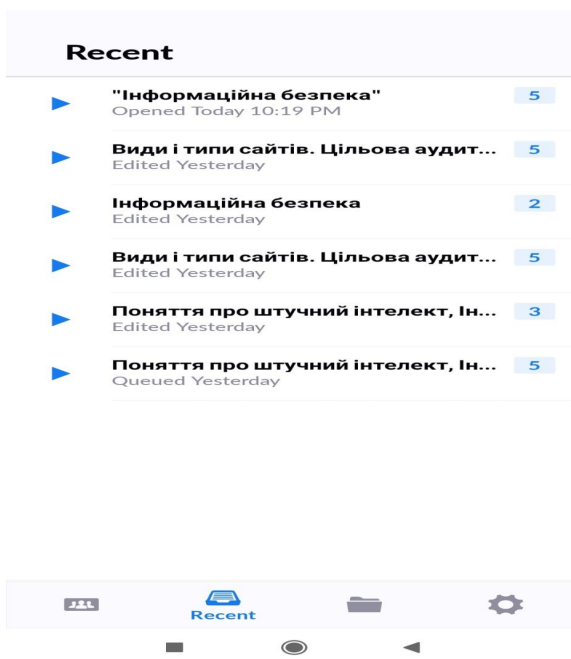 Recent
"Інформаційна безпека"
5
Opened Today 10:19 PM
Види і типи сайтів. Цільова аудит...
5
Edited Yesterday
Інформаційна безпека
2
Edited Yesterday
Види і типи сайтів. Цільова аудит...
5
Edited Yesterday
Поняття про штучний інтелект, Ін...
3
Edited Yesterday
Поняття про штучний інтелект, Ін...
5
Queued Yesterday
Recent